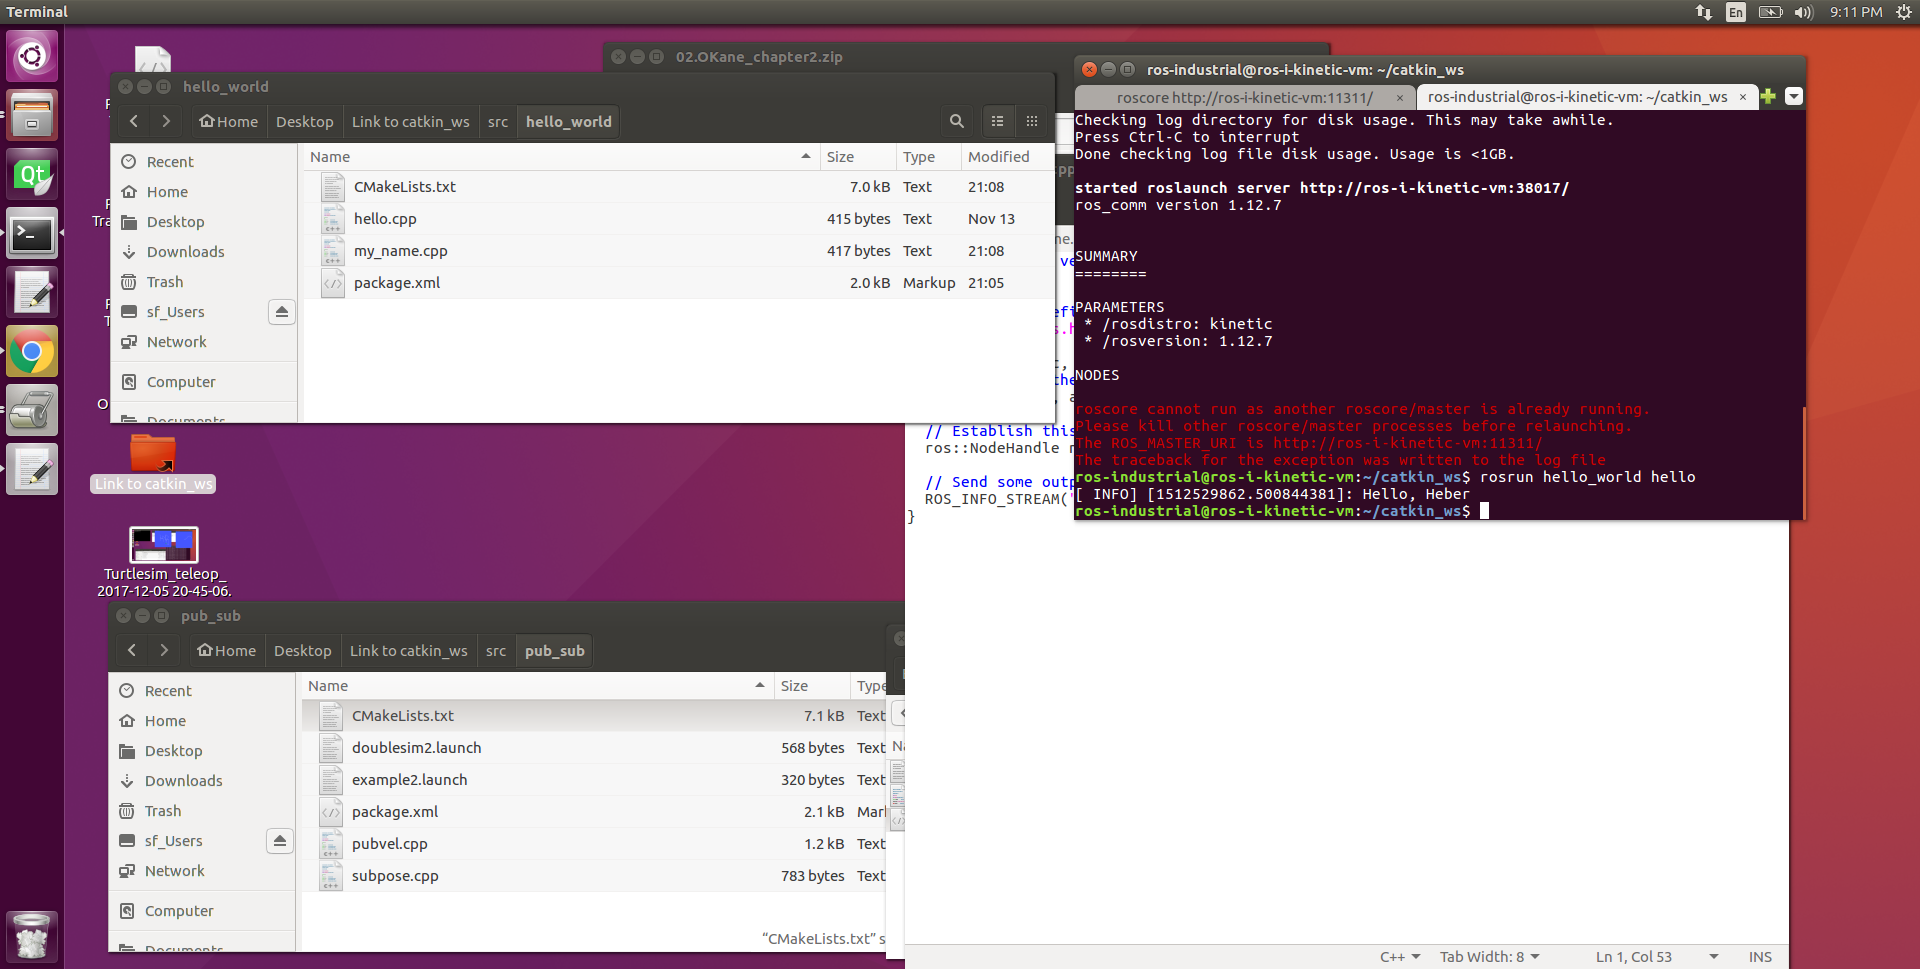 Terminal
En
9:11 PM
02.OKane_chapter2.zip
hello_world
Home Desktop Link to catkin_ws src hello_world
Recent
Home
Desktop
Downloads
Trash
sf_Users
Network
Computer
Documents
Name Size Type Modified
CMakeLists.txt 7.0 kB Text 21:08
hello.cpp 415 bytes Text Nov 13
my_name.cpp 417 bytes Text 21:08
package.xml 2.0 kB Markup 21:05
ros-industrial@ros-i-kinetic-vm: ~/catkin_ws
roscore http://ros-i-kinetic-vm:11311/ × ros-industrial@ros-i-kinetic-vm: ~/catkin_ws ×
Checking log directory for disk usage. This may take awhile.
Press Ctrl-C to interrupt
Done checking log file disk usage. Usage is <1GB.
started roslaunch server http://ros-i-kinetic-vm:38017/
ros_comm version 1.12.7
SUMMARY
========
PARAMETERS
* /rosdistro: kinetic
* /rosversion: 1.12.7
NODES
roscore cannot run as another roscore/master is already running.
Please kill other roscore/master processes before relaunching.
The ROS_MASTER_URI is http://ros-i-kinetic-vm:11311/
The traceback for the exception was written to the log file
ros-industrial@ros-i-kinetic-vm:~/catkin_ws$ rosrun hello_world hello
[ INFO] [1512529862.500844381]: Hello, Heber
ros-industrial@ros-i-kinetic-vm:~/catkin_ws$
// Establish this
ros::NodeHandle n
// Send some outp
ROS_INFO_STREAM(
}
Link to catkin_ws
Turtlesim_teleop_
2017-12-05 20-45-06.
pub_sub
Home Desktop Link to catkin_ws src pub_sub
Recent
Home
Desktop
Downloads
Trash
sf_Users
Network
Computer
Documents
Name Size Type
CMakeLists.txt 7.1 kB Text
doublesim2.launch 568 bytes Text
example2.launch 320 bytes Text
package.xml 2.1 kB Mar
pubvel.cpp 1.2 kB Text
subpose.cpp 783 bytes Text
“CMakeLists.txt” s
C++ Tab Width: 8 Ln 1, Col 53 INS